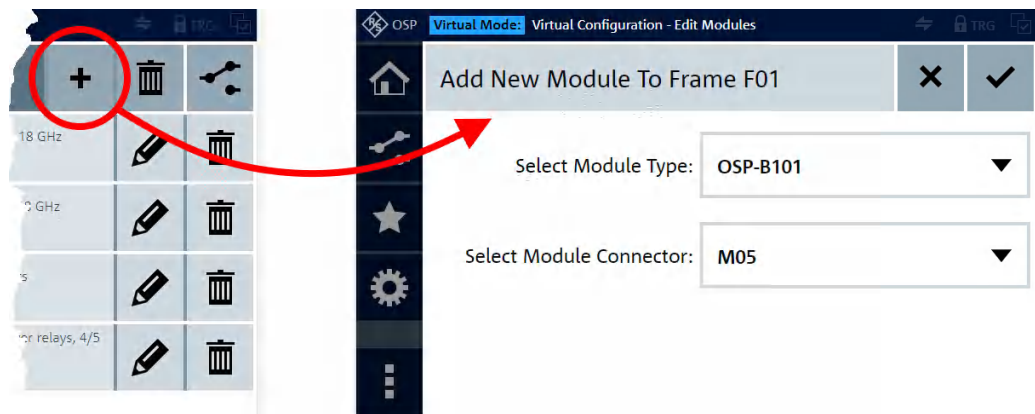 TRG
18 GHz
GHz
relays, 4/5
R&S OSP Virtual Mode: Virtual Configuration - Edit Modules TRG
Add New Module To Frame F01
Select Module Type: OSP-B101
Select Module Connector: M05